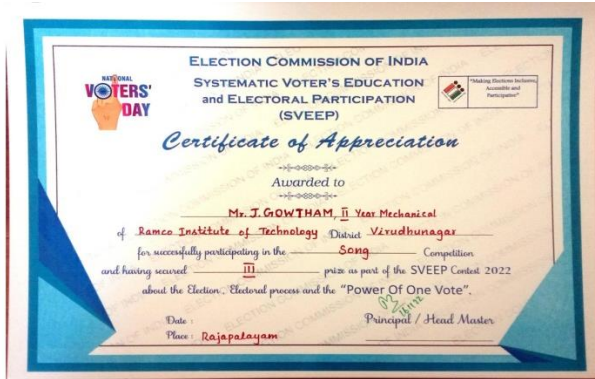 ELECTION COMMISSION OF INDIA
NATIONAL
VOTERS'
DAY
SYSTEMATIC VOTER'S EDUCATION
and ELECTORAL PARTICIPATION
(SVEEP)
"Making Elections Inclusive,
Accessible and
Participative"
Certificate of Appreciation
Awarded to
Mr. J. GOWTHAM, II Year Mechanical
of Ramco Institute of Technology District Virudhunagar
for successfully participating in the Song Competition
and having secured III prize as part of the SVEEP Contest 2022
about the Election, Electoral process and the "Power Of One Vote".
Date :
Principal / Head Master
Place : Rajapalayam